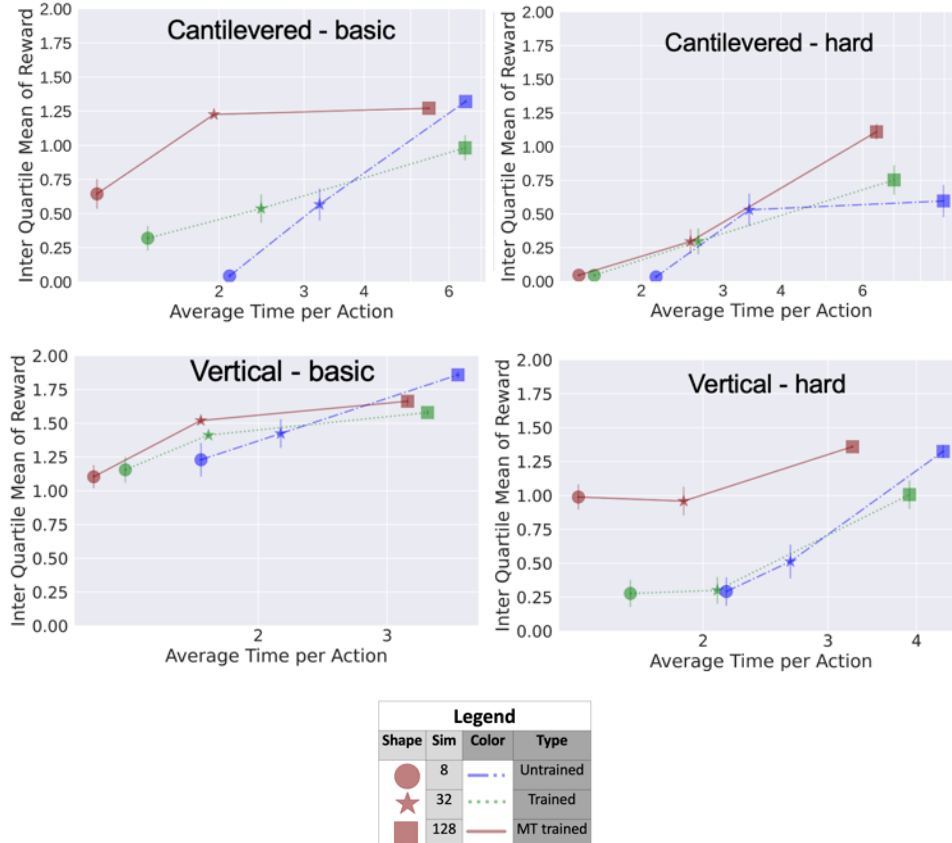 Cantilevered - basic
Inter Quartile Mean of Reward
2.00
1.75
1.50
1.25
1.00
0.75
0.50
0.25
0.00
2 3 4 6
Average Time per Action
Cantilevered - hard
Inter Quartile Mean of Reward
2.00
1.75
1.50
1.25
1.00
0.75
0.50
0.25
0.00
2 3 4 6
Average Time per Action
Vertical - basic
Inter Quartile Mean of Reward
2.00
1.75
1.50
1.25
1.00
0.75
0.50
0.25
0.00
2 3
Average Time per Action
Vertical - hard
Inter Quartile Mean of Reward
2.00
1.75
1.50
1.25
1.00
0.75
0.50
0.25
0.00
2 3 4
Average Time per Action
Legend
Shape Sim Color Type
8 Untrained
32 Trained
128 MT trained